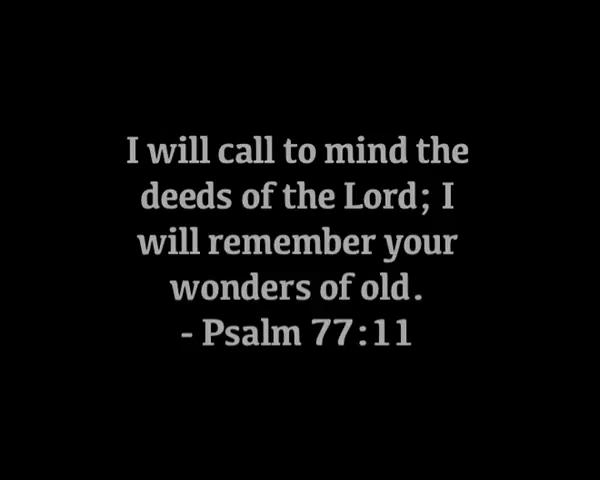 I will call to mind the
deeds of the Lord; I
will remember your
wonders of old.
- Psalm 77:11